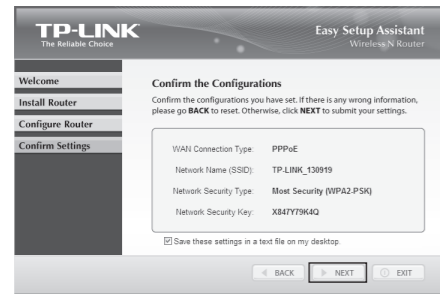 TP-LINK
The Reliable Choice
Easy Setup Assistant
Wireless N Router
Welcome
Install Router
Configure Router
Confirm Settings
Confirm the Configurations
Confirm the configurations you have set. If there is any wrong information,
please go BACK to reset. Otherwise, click NEXT to submit your settings.
WAN Connection Type: PPPoE
Network Name (SSID): TP-LINK_130919
Network Security Type: Most Security (WPA2-PSK)
Network Security Key: X847Y79K4Q
Save these settings in a text file on my desktop.
BACK NEXT EXIT